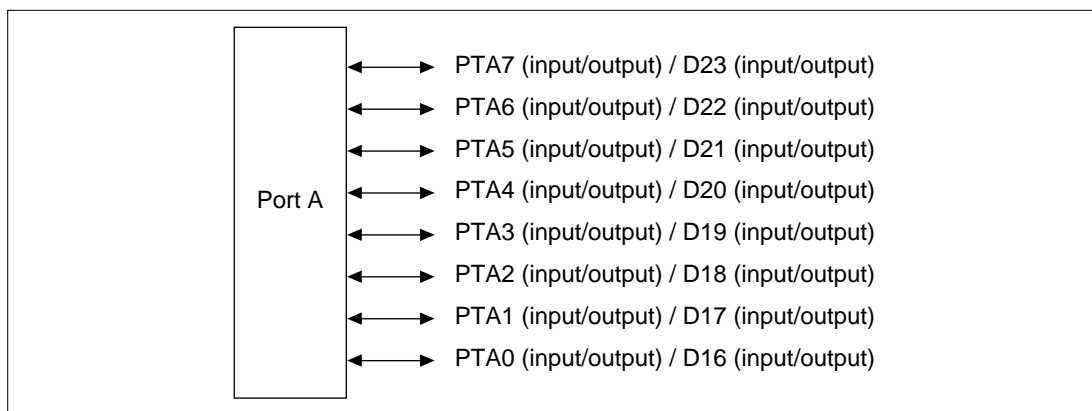 Port A
PTA7 (input/output) / D23 (input/output)
PTA6 (input/output) / D22 (input/output)
PTA5 (input/output) / D21 (input/output)
PTA4 (input/output) / D20 (input/output)
PTA3 (input/output) / D19 (input/output)
PTA2 (input/output) / D18 (input/output)
PTA1 (input/output) / D17 (input/output)
PTA0 (input/output) / D16 (input/output)